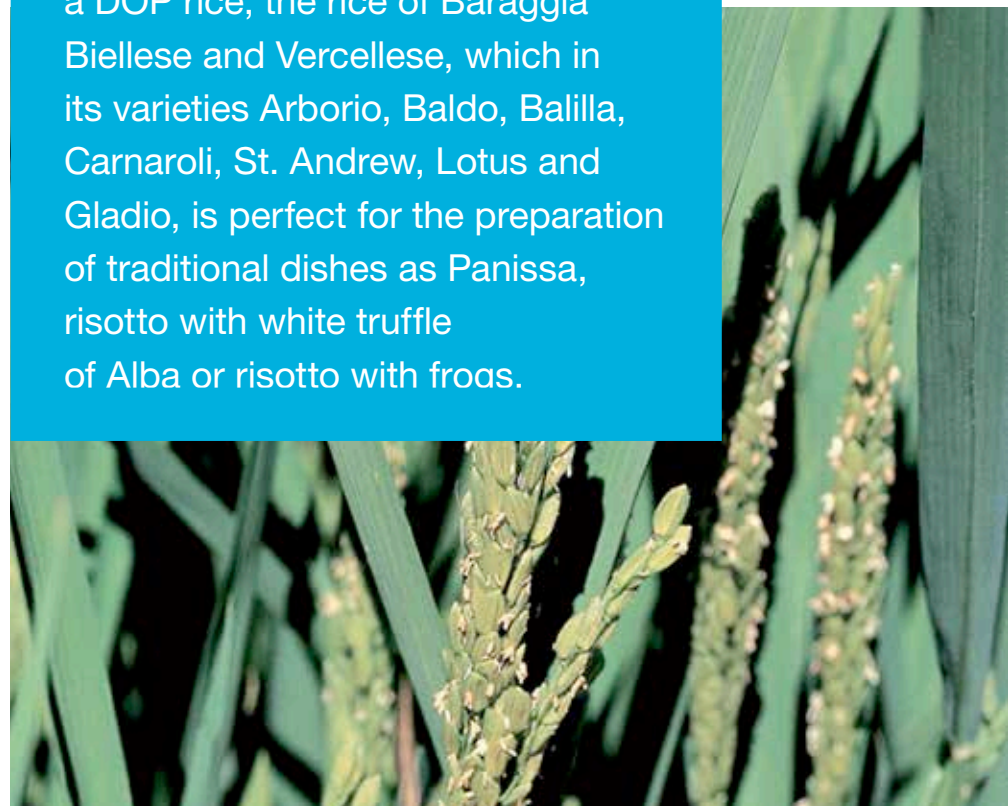 a DOP rice, the rice of Baraggia
Biellese and Vercellese, which in
its varieties Arborio, Baldo, Balilla,
Carnaroli, St. Andrew, Lotus and
Gladio, is perfect for the preparation
of traditional dishes as Panissa,
risotto with white truffle
of Alba or risotto with frogs.